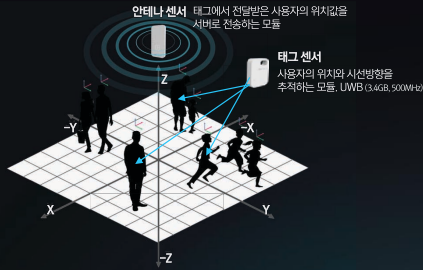 안테나 센서 태그에서 전달받은 사용자의 위치값을
서버로 전송하는 모듈
태그 센서
사용자의 위치와 시선방향을
추적하는 모듈, UWB (3.4GB, 500MHz)
Z
-Y
-X
X
Y
-Z